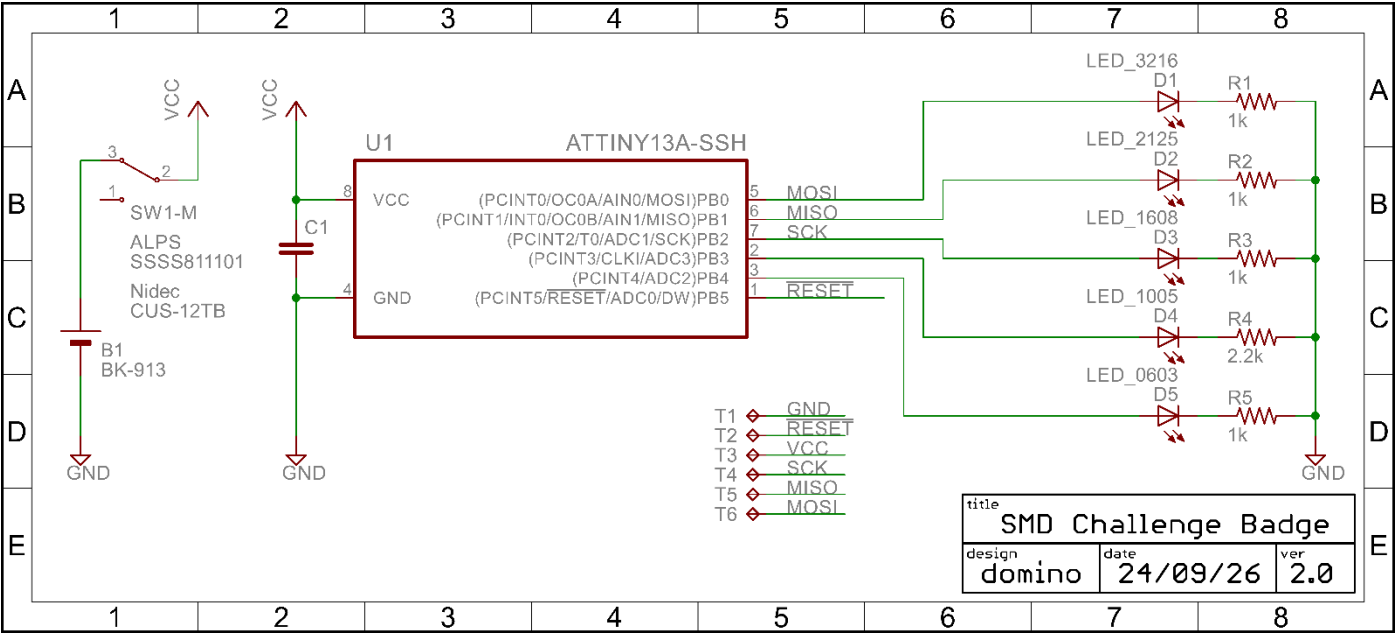 1 2 3 4 5 6 7 8
A A
B B
C C
D D
E E
1 2 3 4 5 6 7 8
VCC
3
2
1
SW1-M
ALPS
SSSS811101
Nidec
CUS-12TB
B1
BK-913
GND
VCC
C1
GND
U1 ATTINY13A-SSH
8 VCC
4 GND
(PCINT0/OC0A/AIN0/MOSI)PB0 5 MOSI
(PCINT1/INT0/OC0B/AIN1/MISO)PB1 6 MISO
(PCINT2/T0/ADC1/SCK)PB2 7 SCK
(PCINT3/CLKI/ADC3)PB3 2
(PCINT4/ADC2)PB4 3
(PCINT5/RESET/ADC0/DW)PB5 1 RESET
T1 GND
T2 RESET
T3 VCC
T4 SCK
T5 MISO
T6 MOSI
LED_3216
D1 R1
1k
LED_2125
D2 R2
1k
LED_1608
D3 R3
1k
LED_1005
D4 R4
2.2k
LED_0603
D5 R5
1k
GND
title
SMD Challenge Badge
design date ver
domino 24/09/26 2.0